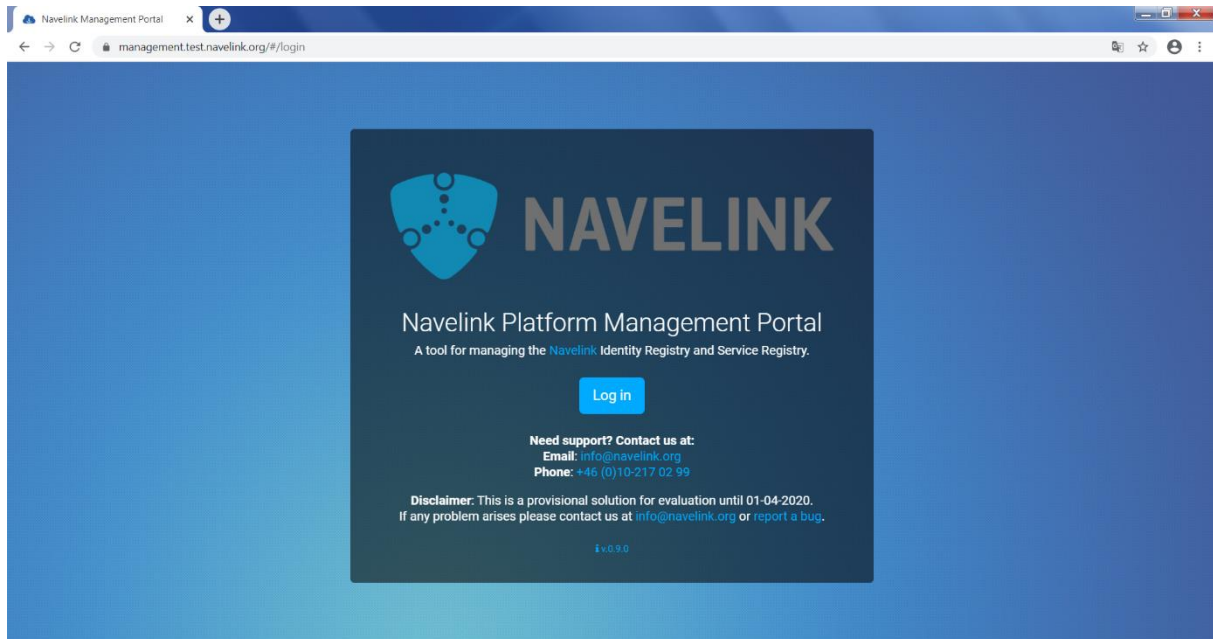 Navelink Management Portal
management.test.navelink.org/#/login
NAVELINK
Navelink Platform Management Portal
A tool for managing the Navelink Identity Registry and Service Registry.
Log in
Need support? Contact us at:
Email: info@navelink.org
Phone: +46 (0)10-217 02 99
Disclaimer: This is a provisional solution for evaluation until 01-04-2020.
If any problem arises please contact us at info@navelink.org or report a bug.
v.0.9.0